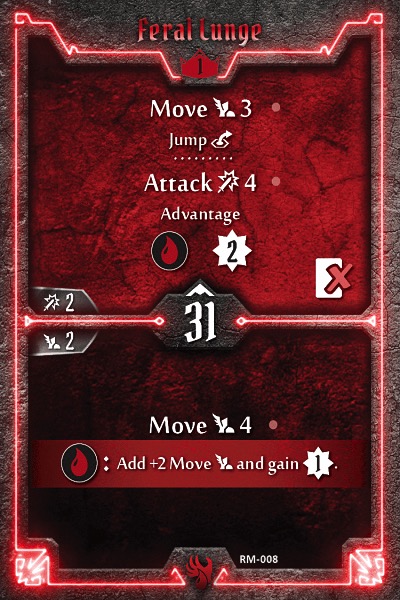 Feral Lunge
1
Move 3
Jump
Attack 4
Advantage
2
2
31
2
Move 4
: Add +2 Move and gain 1.
RM-008